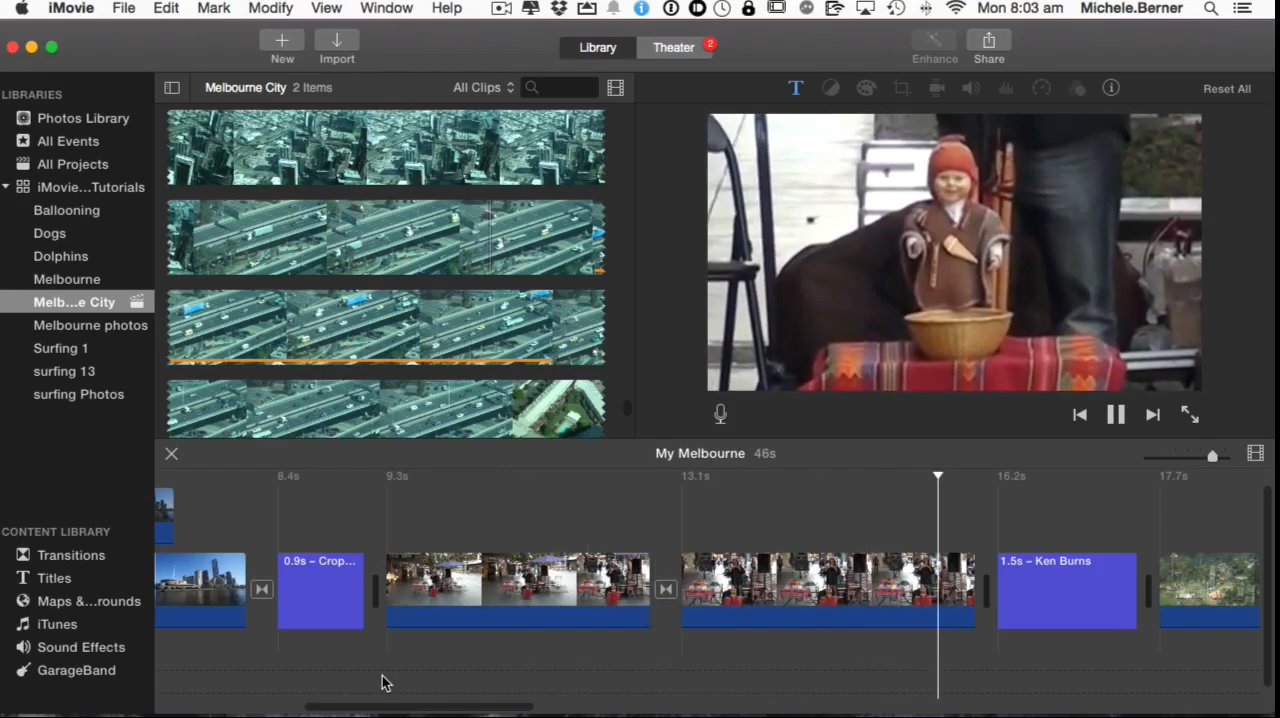 iMovie File Edit Mark Modify View Window Help Mon 8:03 am Michele.Berner
New Import Library Theater 2 Enhance Share
LIBRARIES
Photos Library
All Events
All Projects
iMovie...Tutorials
Ballooning
Dogs
Dolphins
Melbourne
Melb...e City
Melbourne photos
Surfing 1
surfing 13
surfing Photos
CONTENT LIBRARY
Transitions
Titles
Maps &...rounds
iTunes
Sound Effects
GarageBand
Melbourne City 2 Items All Clips
T Reset All
My Melbourne 46s
8.4s 9.3s 13.1s 16.2s 17.7s
0.9s – Crop... 1.5s – Ken Burns